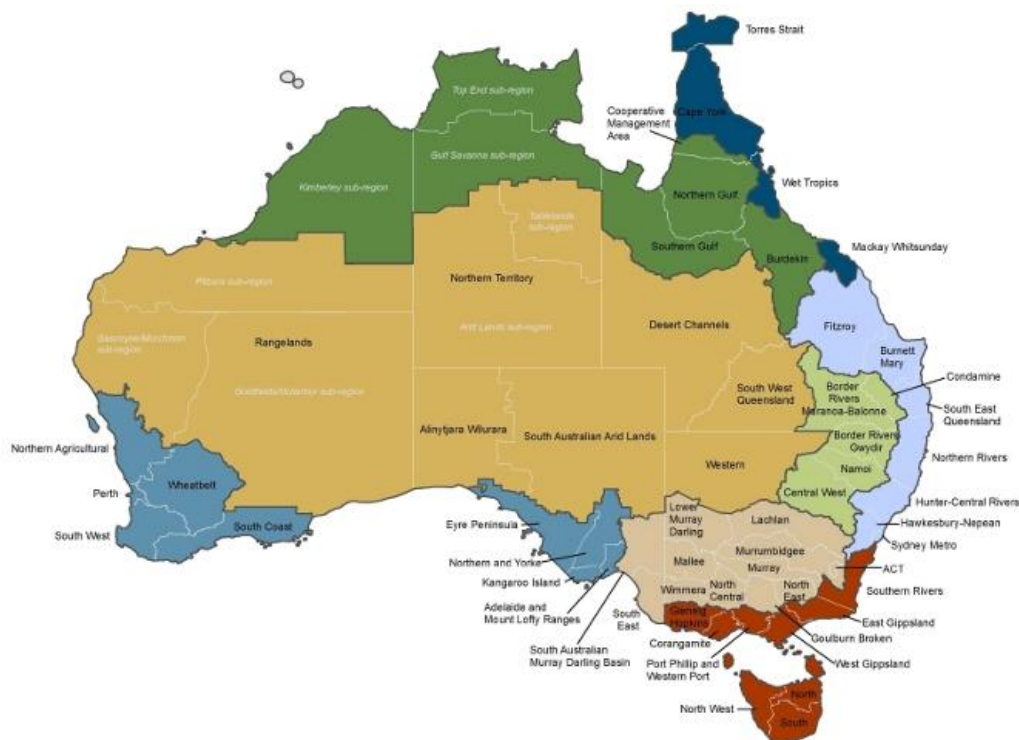 Torres Strait
Top End sub-region
Cooperative
Management
Area
Cape York
Gulf Savanna sub-region
Kimberley sub-region
Wet Tropics
Northern Gulf
Tablelands
sub-region
Southern Gulf
Mackay Whitsunday
Burdekin
Pilbara sub-region
Northern Territory
Arid Lands sub-region
Desert Channels
Fitzroy
Gascoyne/Murchison
sub-region
Rangelands
Burnett
Mary
Goldfields/Nullarbor sub-region
South West
Queensland
Border
Rivers
Maranoa-Balonne
Condamine
South East
Queensland
Alinytjara Wilurara
South Australian Arid Lands
Border Rivers
Gwydir
Northern Agricultural
Western
Namoi
Northern Rivers
Perth
Wheatbelt
Central West
Hunter-Central Rivers
South West
South Coast
Eyre Peninsula
Lower
Murray
Darling
Lachlan
Hawkesbury-Nepean
Sydney Metro
Northern and Yorke
Mallee
Murrumbidgee
Murray
ACT
Kangaroo Island
Wimmera
North
Central
North
East
Southern Rivers
Adelaide and
Mount Lofty Ranges
South
East
Glenelg
Hopkins
East Gippsland
Corangamite
Goulburn Broken
South Australian
Murray Darling Basin
Port Phillip and
Western Port
West Gippsland
North West
North
South